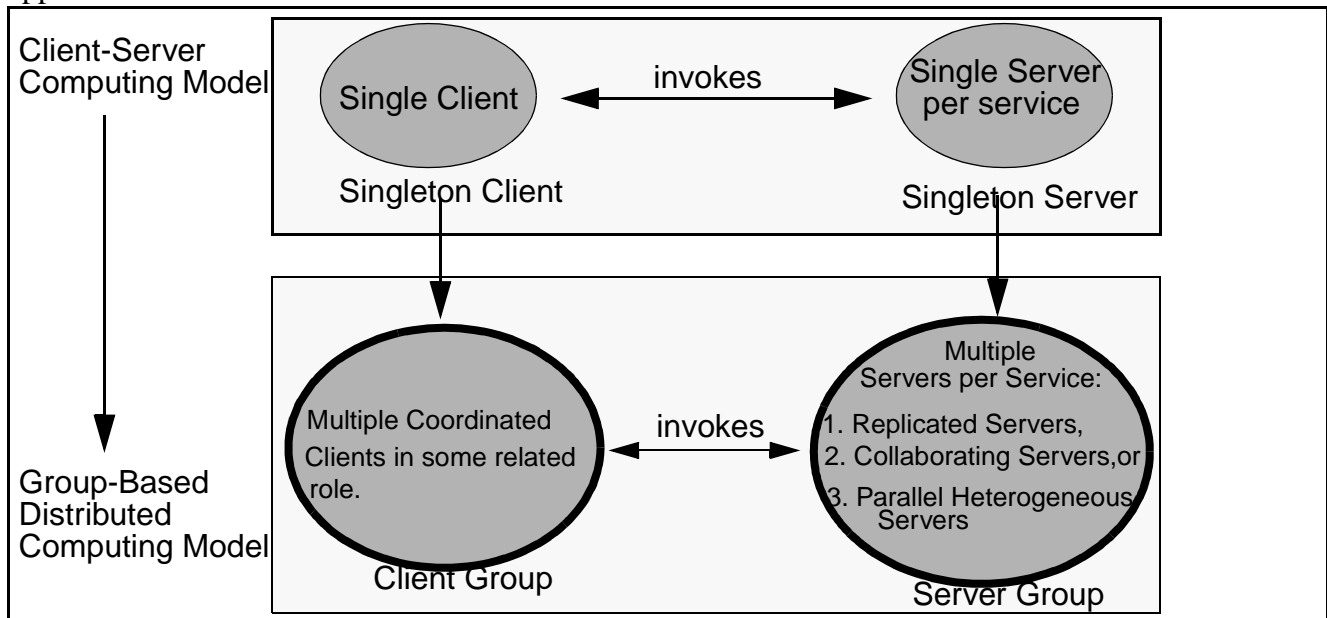 Client-Server
Computing Model
Single Client
invokes
Single Server
per service
Singleton Client
Singleton Server
Group-Based
Distributed
Computing Model
Multiple Coordinated
Clients in some related
role.
invokes
Multiple
Servers per Service:
1. Replicated Servers,
2. Collaborating Servers,or
3. Parallel Heterogeneous
Servers
Client Group
Server Group